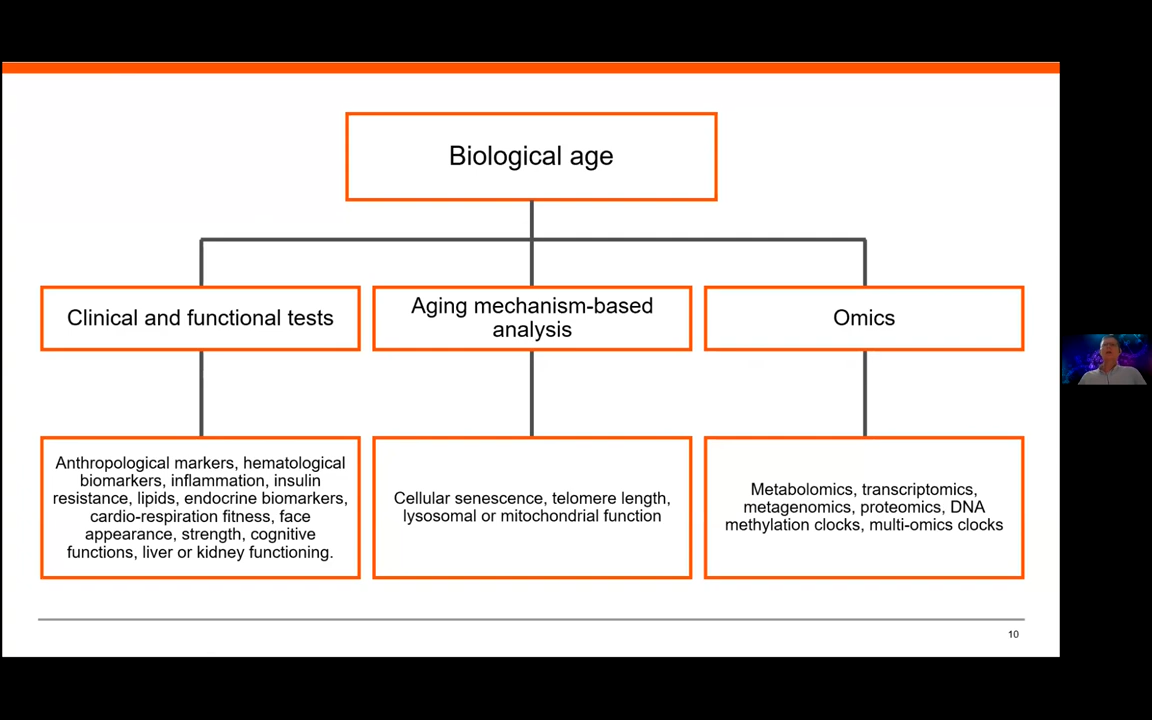 Biological age
Clinical and functional tests
Aging mechanism-based
analysis
Omics
Anthropological markers, hematological
biomarkers, inflammation, insulin
resistance, lipids, endocrine biomarkers,
cardio-respiration fitness, face
appearance, strength, cognitive
functions, liver or kidney functioning.
Cellular senescence, telomere length,
lysosomal or mitochondrial function
Metabolomics, transcriptomics,
metagenomics, proteomics, DNA
methylation clocks, multi-omics clocks
10